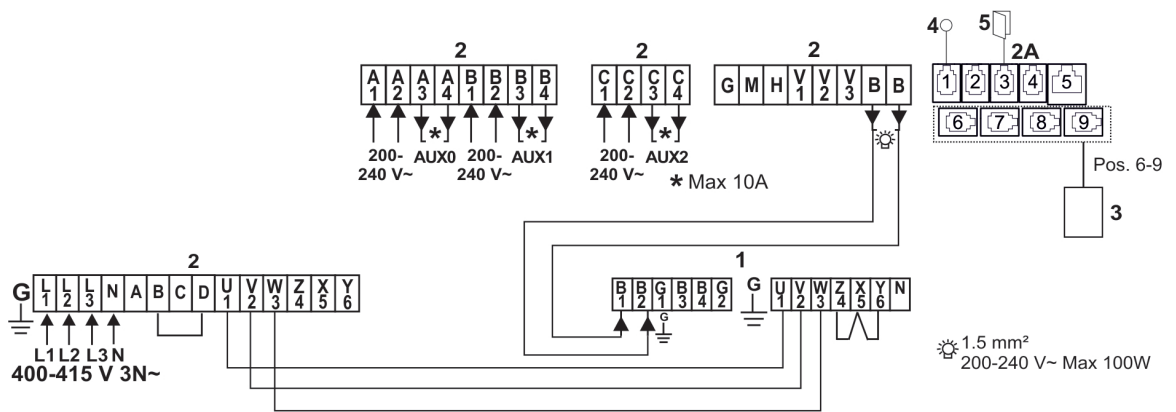 4 5
2 2 2 2A
A1 A2 A3 A4 B1 B2 B3 B4
C1 C2 C3 C4
G M H V1 V2 V3 B B
1 2 3 4 5
6 7 8 9
* * *
200-240 V~ AUX0 200-240 V~ AUX1
200-240 V~ AUX2
* Max 10A
Pos. 6-9
3
2
1
G L1 L2 L3 N A B C D U1 V2 W3 Z4 X5 Y6
B1 B2 G1 B3 B4 G2
G
G
U1 V2 W3 Z4 X5 Y6 N
L1 L2 L3 N
400-415 V 3N~
1.5 mm²
200-240 V~ Max 100W